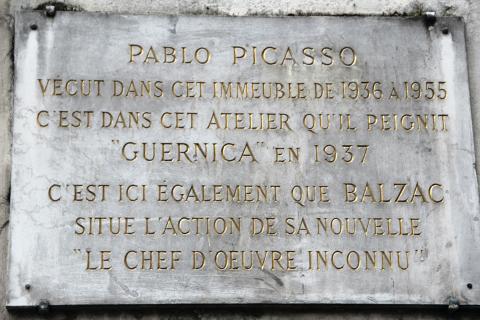 PABLO PICASSO
VÉCUT DANS CET IMMEUBLE DE 1936 À 1955
C'EST DANS CET ATELIER QU'IL PEIGNIT
"GUERNICA" EN 1937
C'EST ICI ÉGALEMENT QUE BALZAC
SITUE L'ACTION DE SA NOUVELLE
"LE CHEF D'OEUVRE INCONNU"